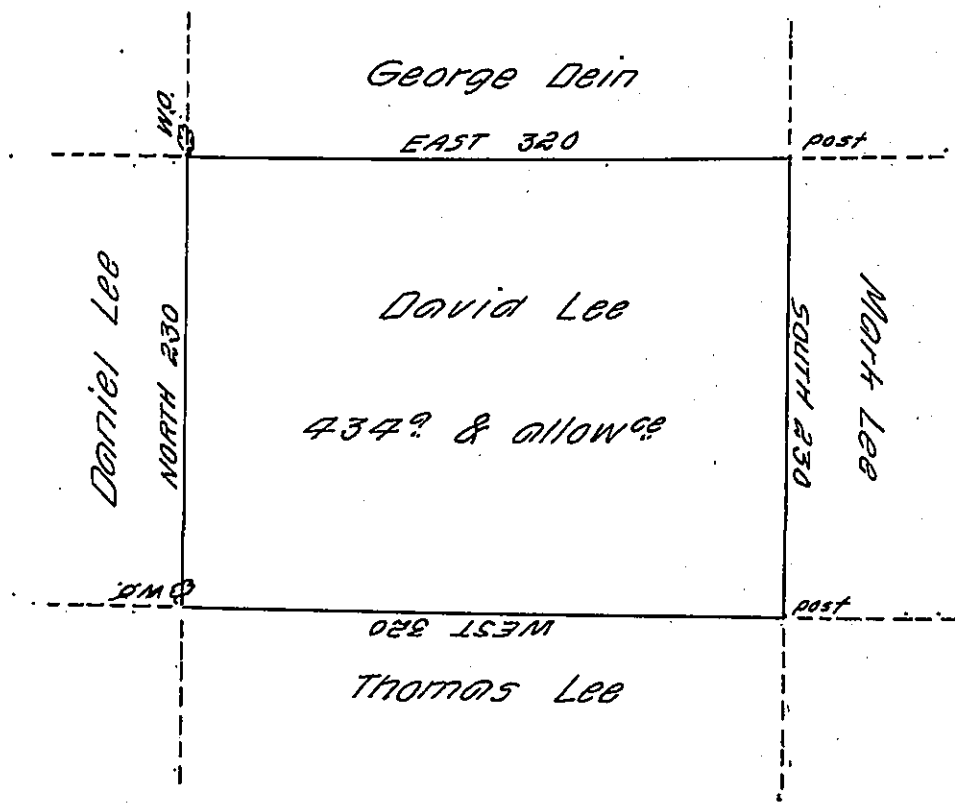 George Dein
W.O.
EAST 320
post
Daniel Lee
NORTH 230
David Lee
434a & allowce
SOUTH 230
Mark Lee
W.O.
WEST 320
post
Thomas Lee